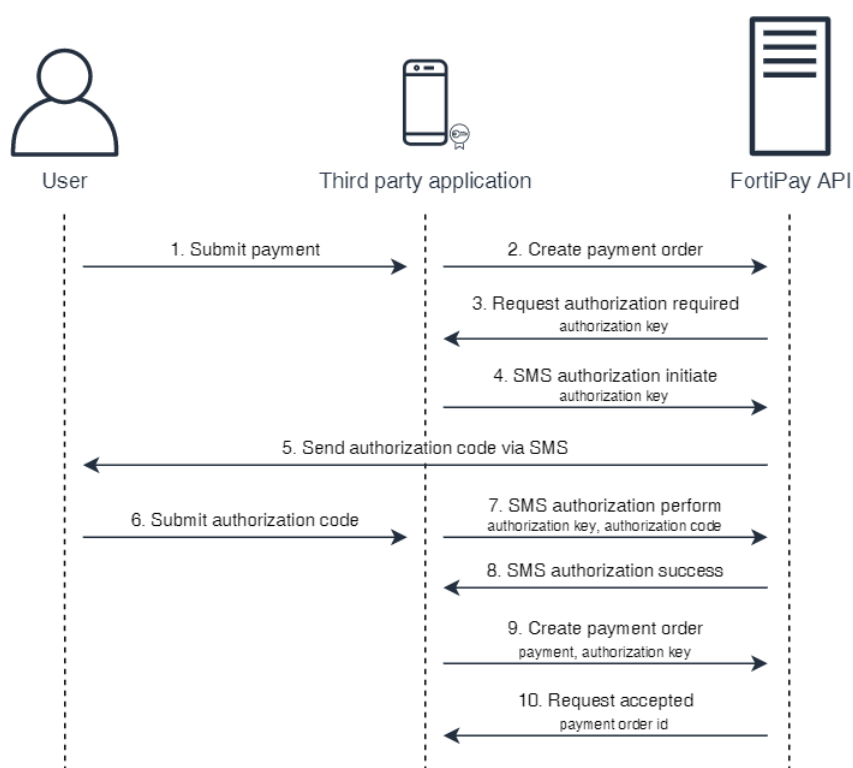 User
Third party application
FortiPay API
1. Submit payment
2. Create payment order
3. Request authorization required
authorization key
4. SMS authorization initiate
authorization key
5. Send authorization code via SMS
6. Submit authorization code
7. SMS authorization perform
authorization key, authorization code
8. SMS authorization success
9. Create payment order
payment, authorization key
10. Request accepted
payment order id